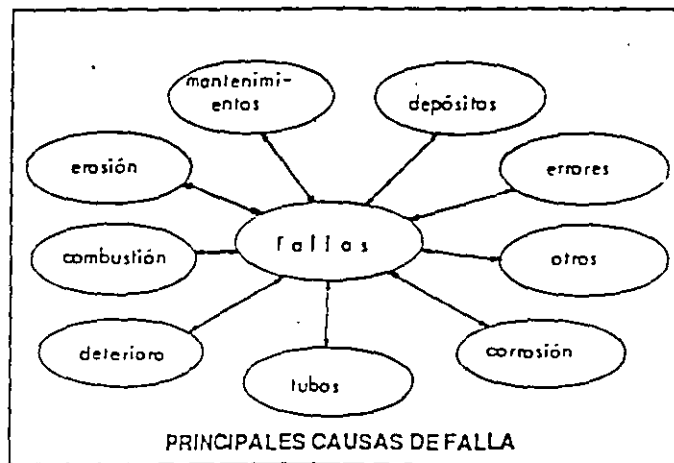 mantenimi-
entos
depósitos
erosión
errores
fallas
combustión
otros
deterioro
corrosión
tubos
PRINCIPALES CAUSAS DE FALLA